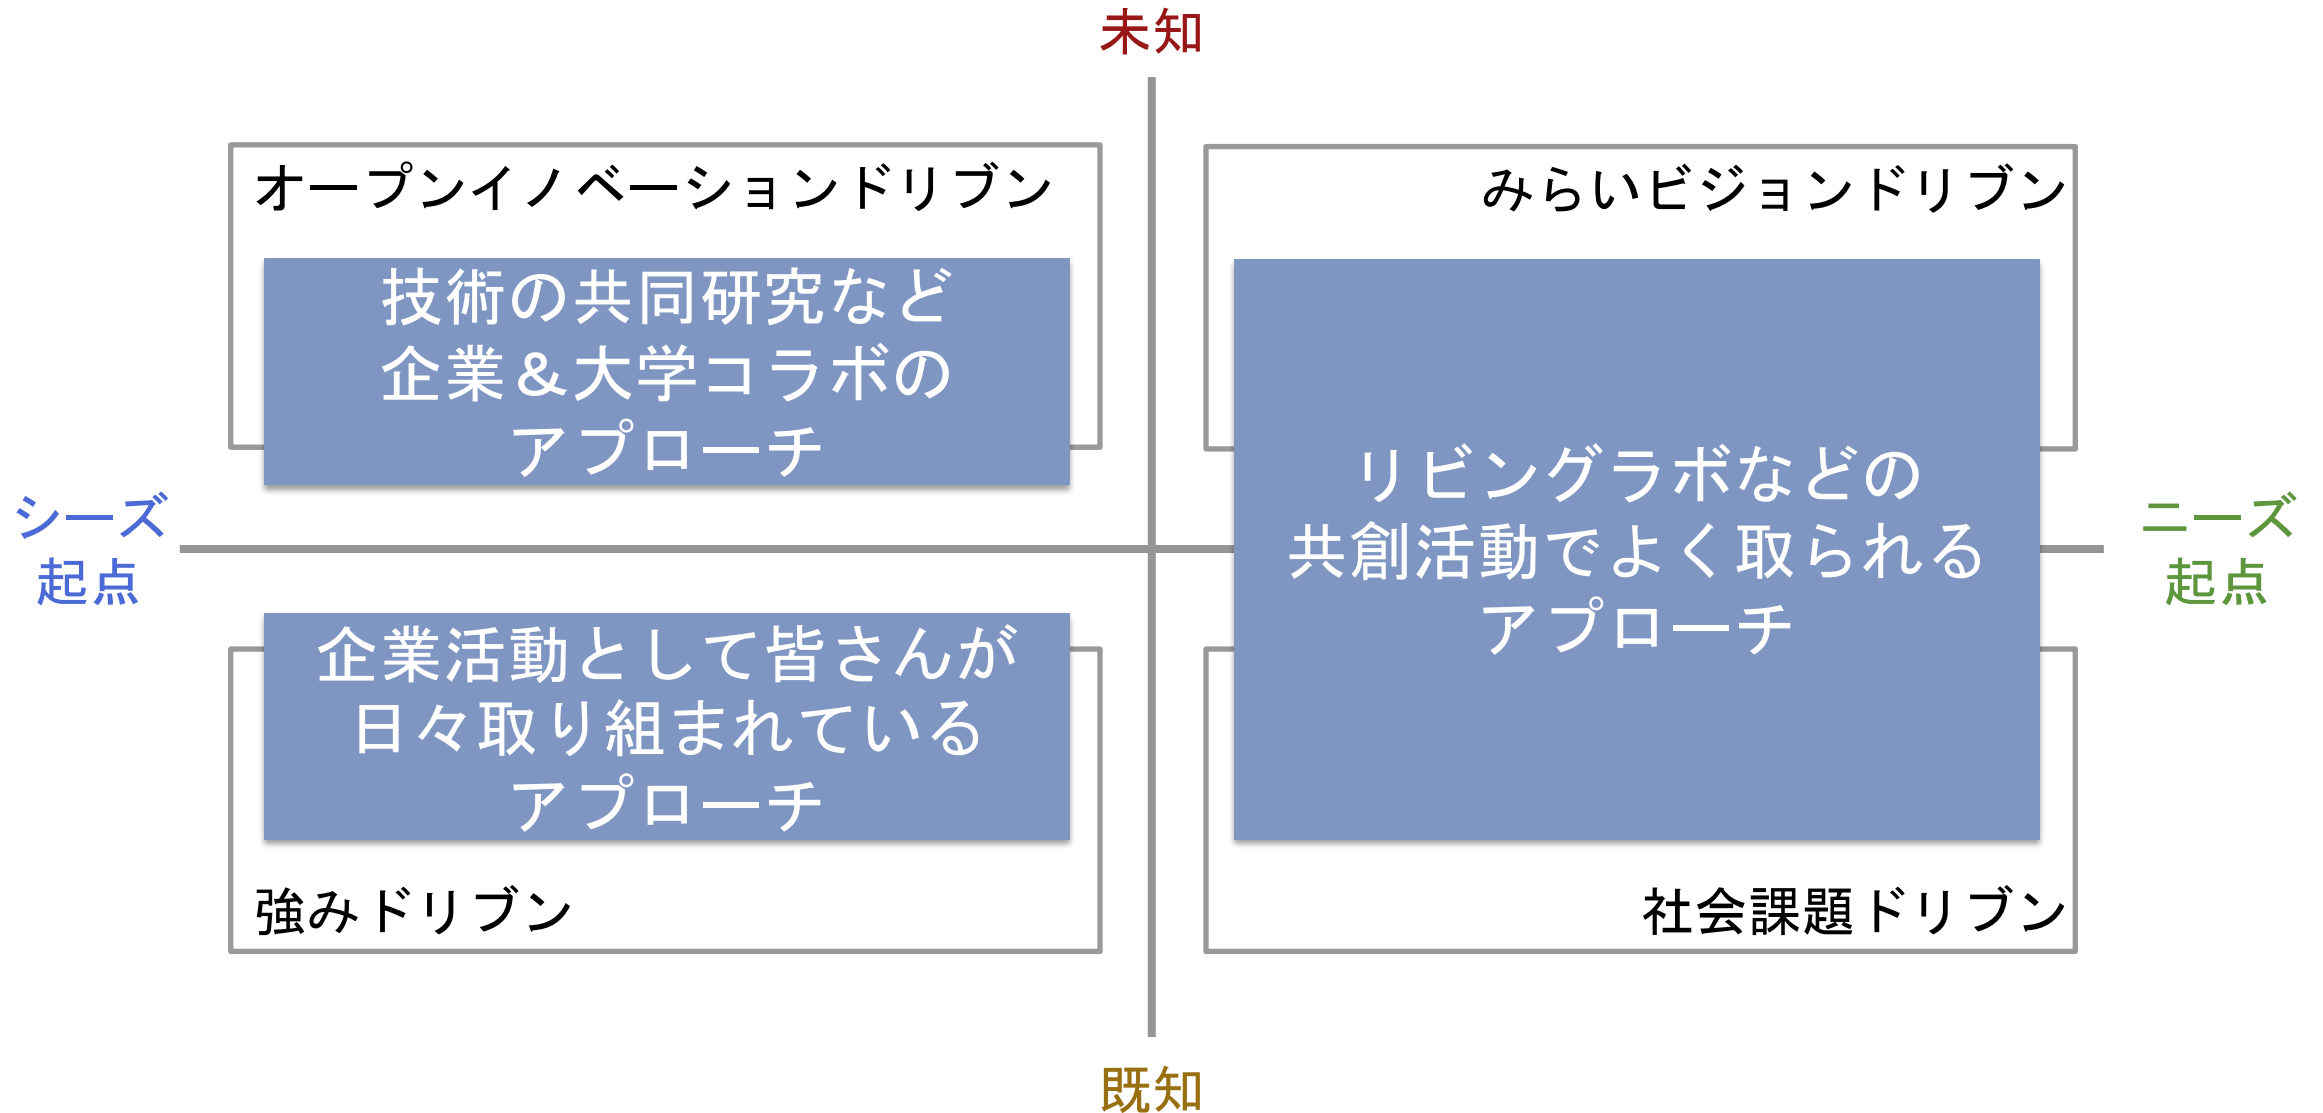 未知
オープンイノベーションドリブン
技術の共同研究など
企業＆大学コラボの
アプローチ
みらいビジョンドリブン
シーズ
起点
リビングラボなどの
共創活動でよく取られる
アプローチ
ニーズ
起点
企業活動として皆さんが
日々取り組まれている
アプローチ
強みドリブン
社会課題ドリブン
既知